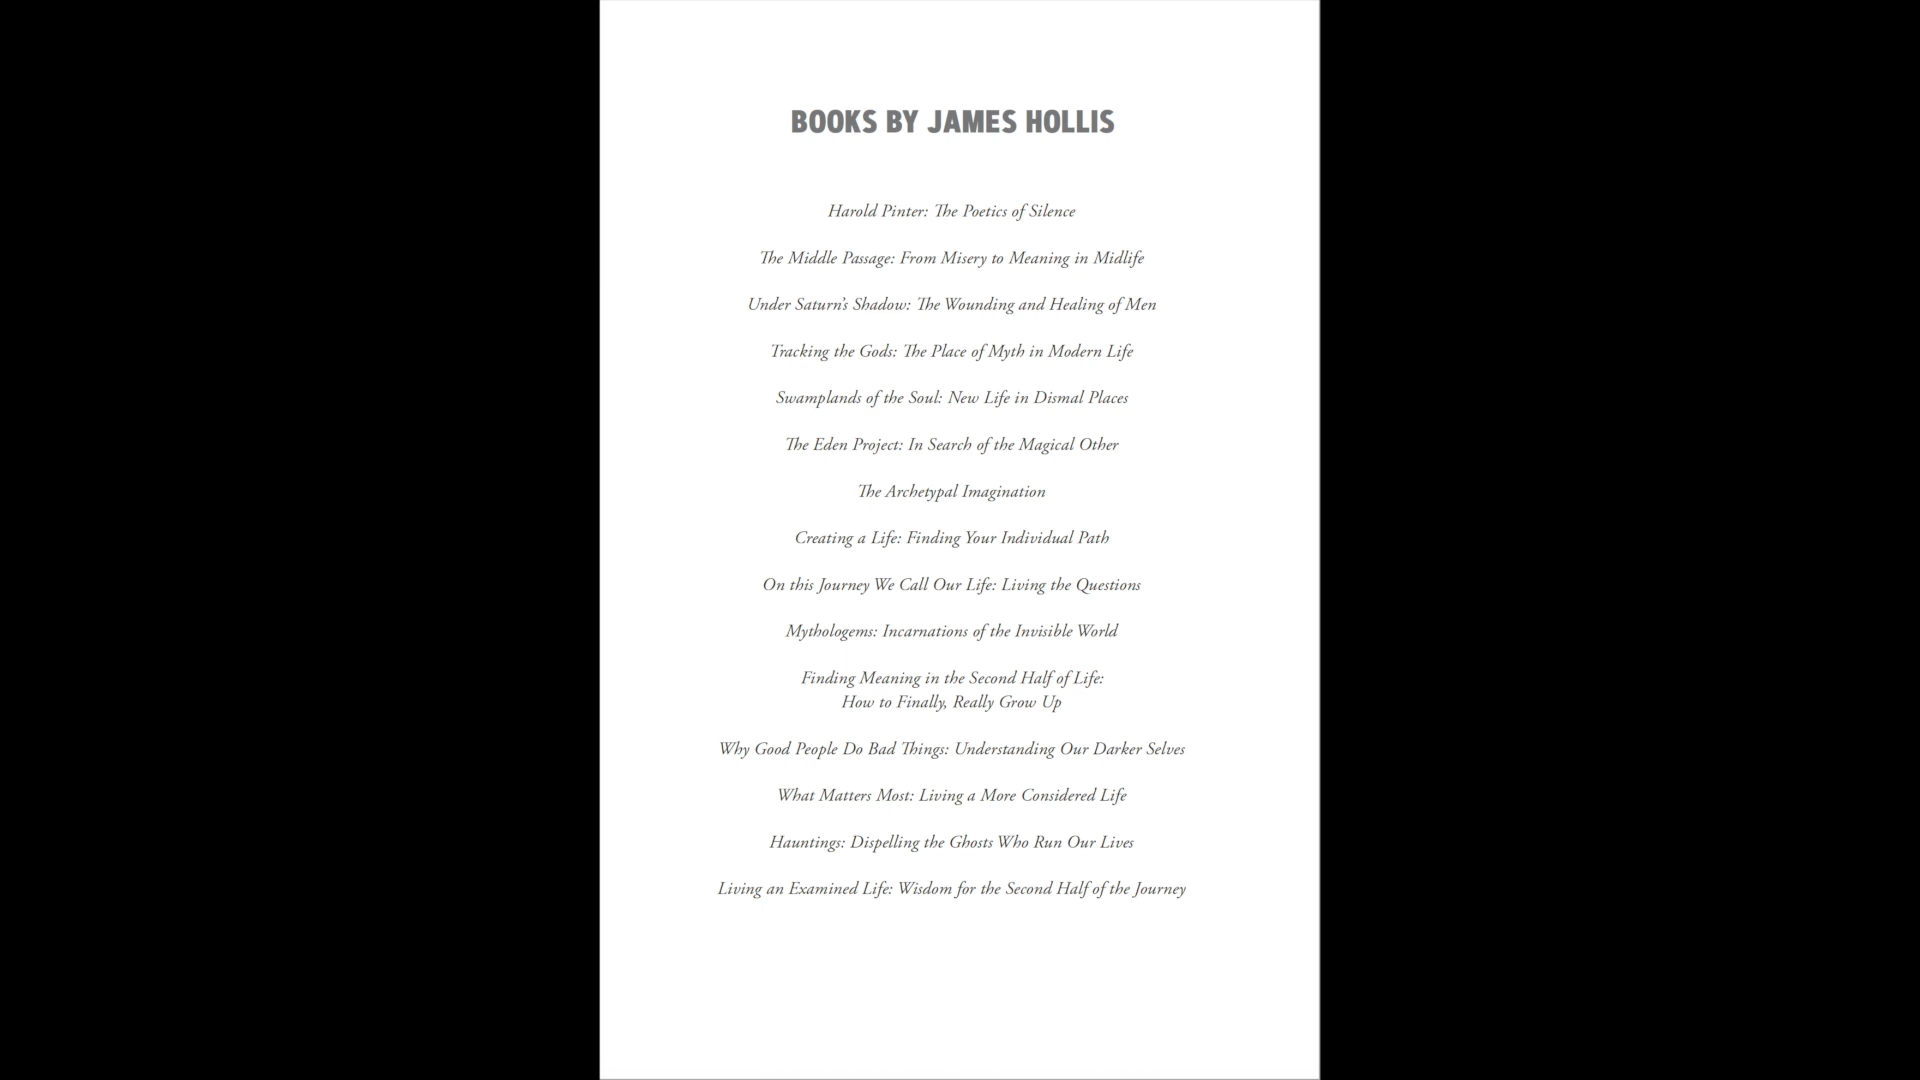 BOOKS BY JAMES HOLLIS
Harold Pinter: The Poetics of Silence
The Middle Passage: From Misery to Meaning in Midlife
Under Saturn’s Shadow: The Wounding and Healing of Men
Tracking the Gods: The Place of Myth in Modern Life
Swamplands of the Soul: New Life in Dismal Places
The Eden Project: In Search of the Magical Other
The Archetypal Imagination
Creating a Life: Finding Your Individual Path
On this Journey We Call Our Life: Living the Questions
Mythologems: Incarnations of the Invisible World
Finding Meaning in the Second Half of Life:
How to Finally, Really Grow Up
Why Good People Do Bad Things: Understanding Our Darker Selves
What Matters Most: Living a More Considered Life
Hauntings: Dispelling the Ghosts Who Run Our Lives
Living an Examined Life: Wisdom for the Second Half of the Journey